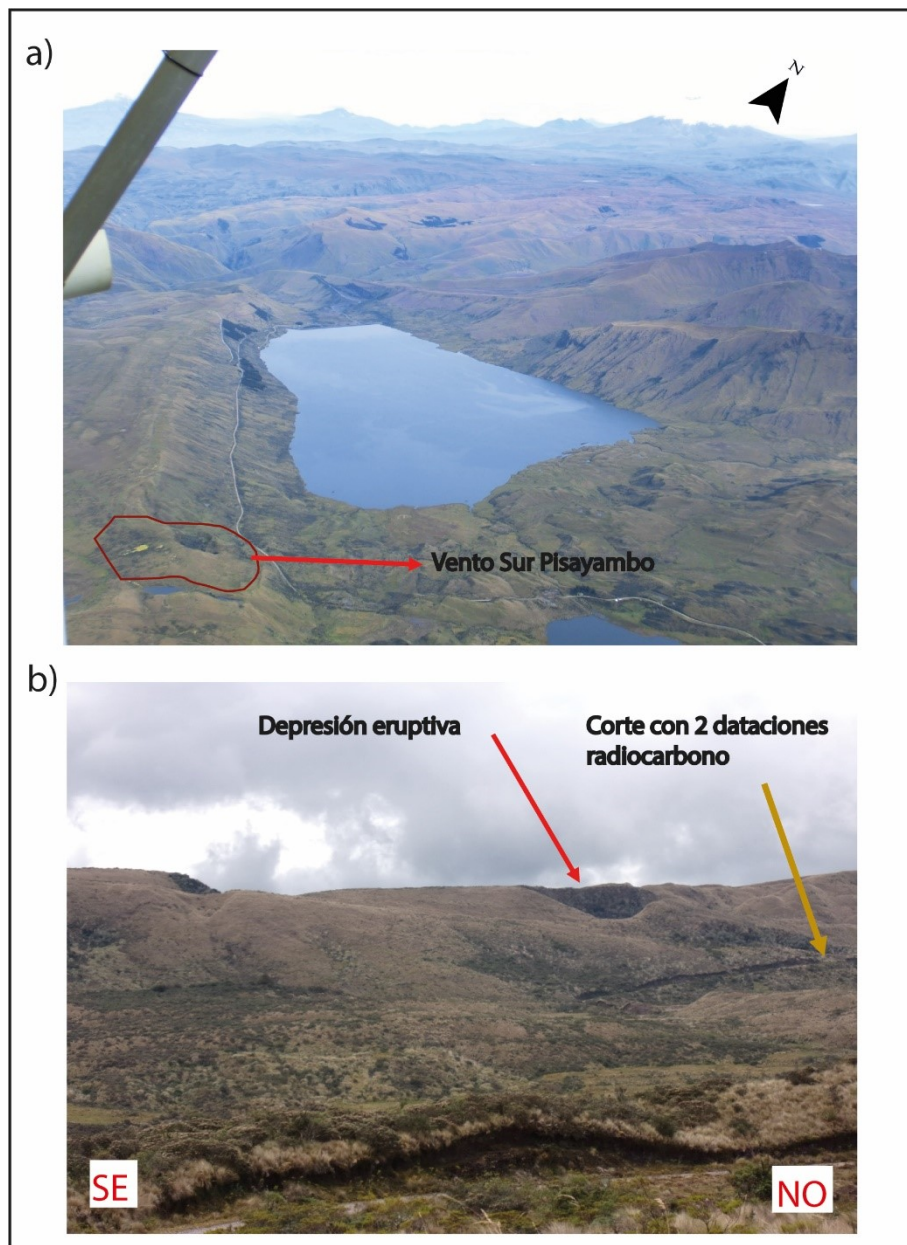 a)
N
Vento Sur Pisayambo
b)
Depresión eruptiva
Corte con 2 dataciones
radiocarbono
SE
NO